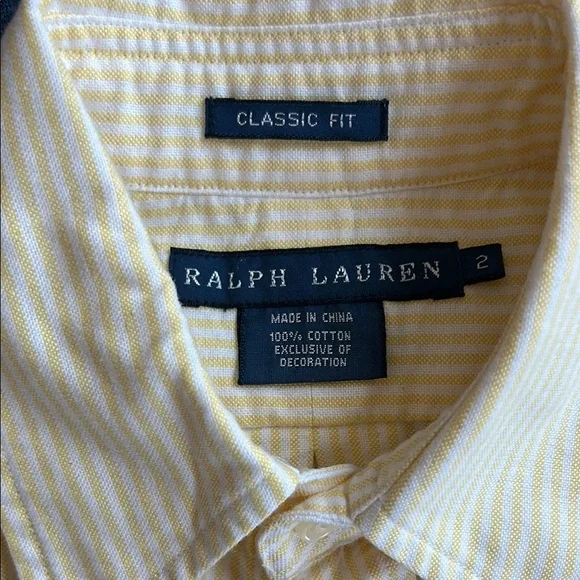 CLASSIC FIT
RALPH LAUREN 2
MADE IN CHINA
100% COTTON
EXCLUSIVE OF
DECORATION